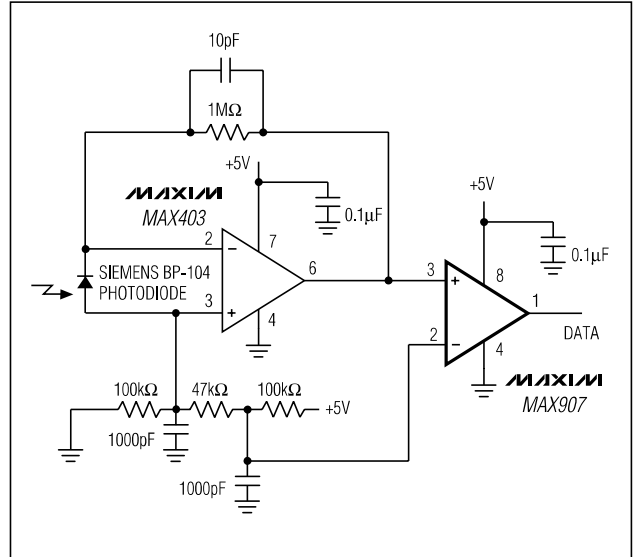 10pF
1MΩ
+5V
MAXIM
MAX403
0.1µF
+5V
0.1µF
2
−
7
6
SIEMENS BP-104
PHOTODIODE
3
+
4
3
+
8
1
DATA
2
−
4
MAXIM
MAX907
100kΩ
47kΩ
100kΩ
+5V
1000pF
1000pF